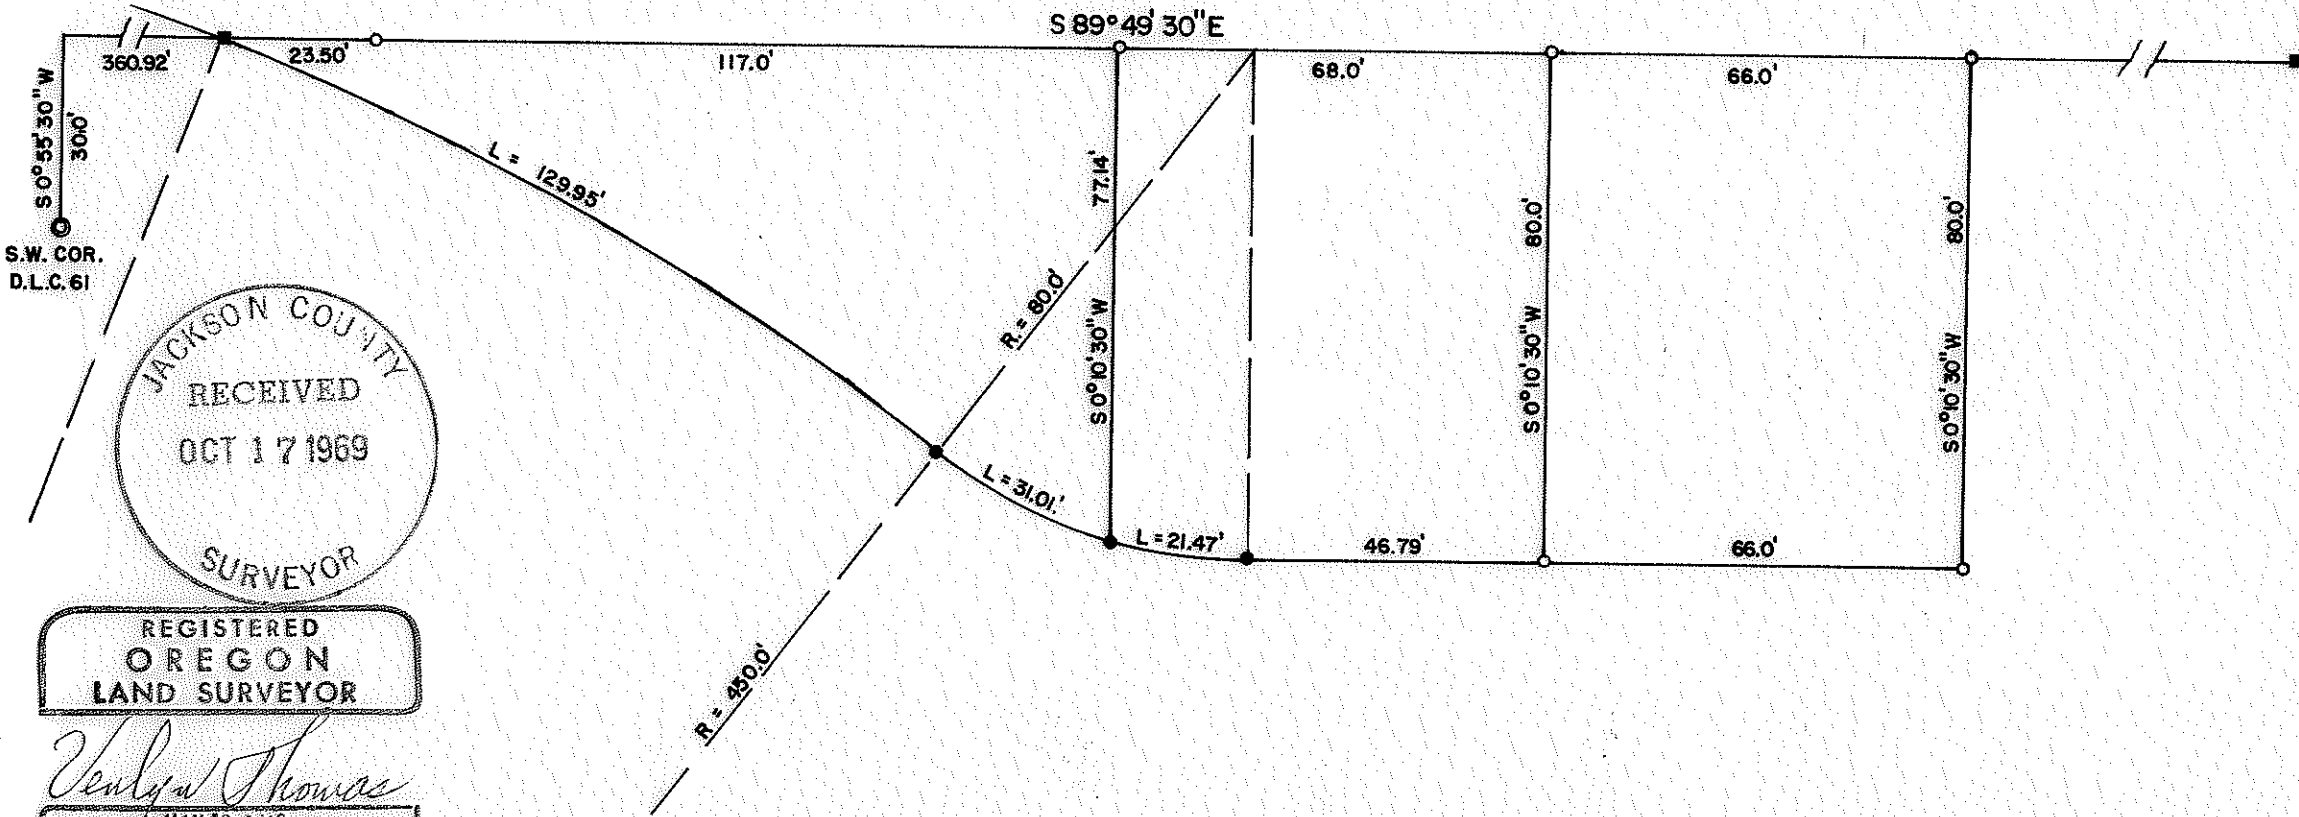 S 89° 49' 30" E
360.92'
23.50'
117.0'
68.0'
66.0'
S 0° 55' 30" W
30.0'
S.W. COR.
D.L.C. 61
L = 129.95'
77.14'
S 0° 10' 30" W
R. = 80.0'
80.0'
S 0° 10' 30" W
80.0'
S 0° 10' 30" W
L = 31.01'
L = 21.47'
46.79'
66.0'
R = 450.0'
JACKSON COUNTY
RECEIVED
OCT 17 1969
SURVEYOR
REGISTERED
OREGON
LAND SURVEYOR
Verlyn Thomas